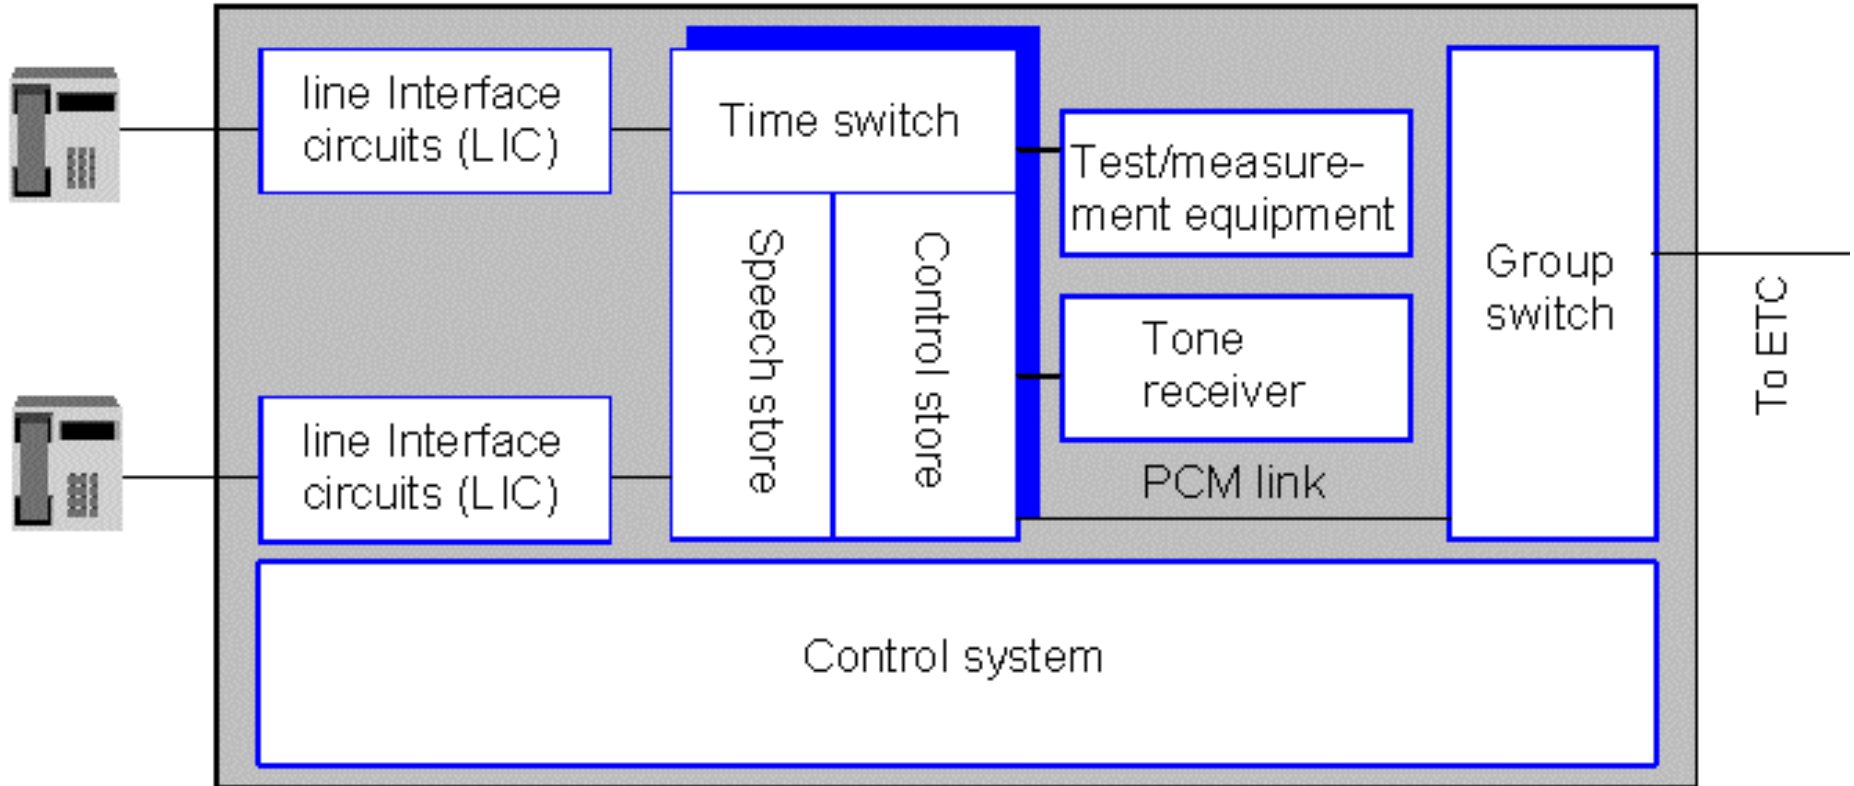 line Interface
circuits (LIC)
Time switch
Test/measure-
ment equipment
Group
switch
Speech store
Control store
Tone
receiver
To ETC
line Interface
circuits (LIC)
PCM link
Control system